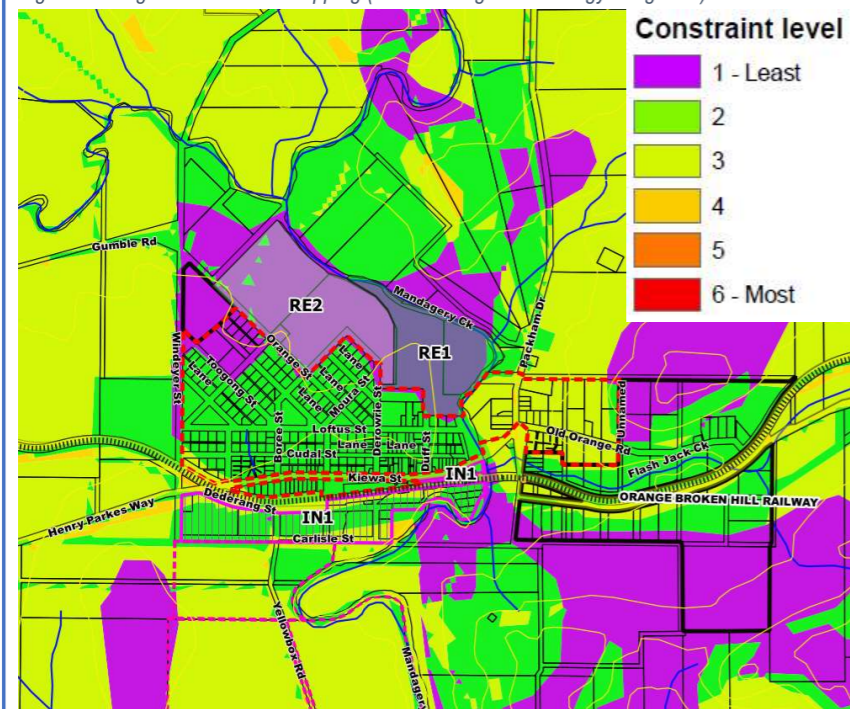 Constraint level
1 - Least
2
3
4
5
6 - Most
Gumble Rd
RE2
Mandagery Ck
RE1
Packham Dr
Windeyer St
Orange St
Lane
Lane
Lane
Toogong St
Lane
Moura St
Lane
Derowrie St
Unnamed
Boree St
Loftus St
Duff St
Old Orange Rd
Lane
Lane
Cudal St
Flash Jack Ck
IN1
Kiewa St
Dederang St
ORANGE BROKEN HILL RAILWAY
IN1
Henry Parkes Way
Carlisle St
Yellowbox Rd
Mandagery